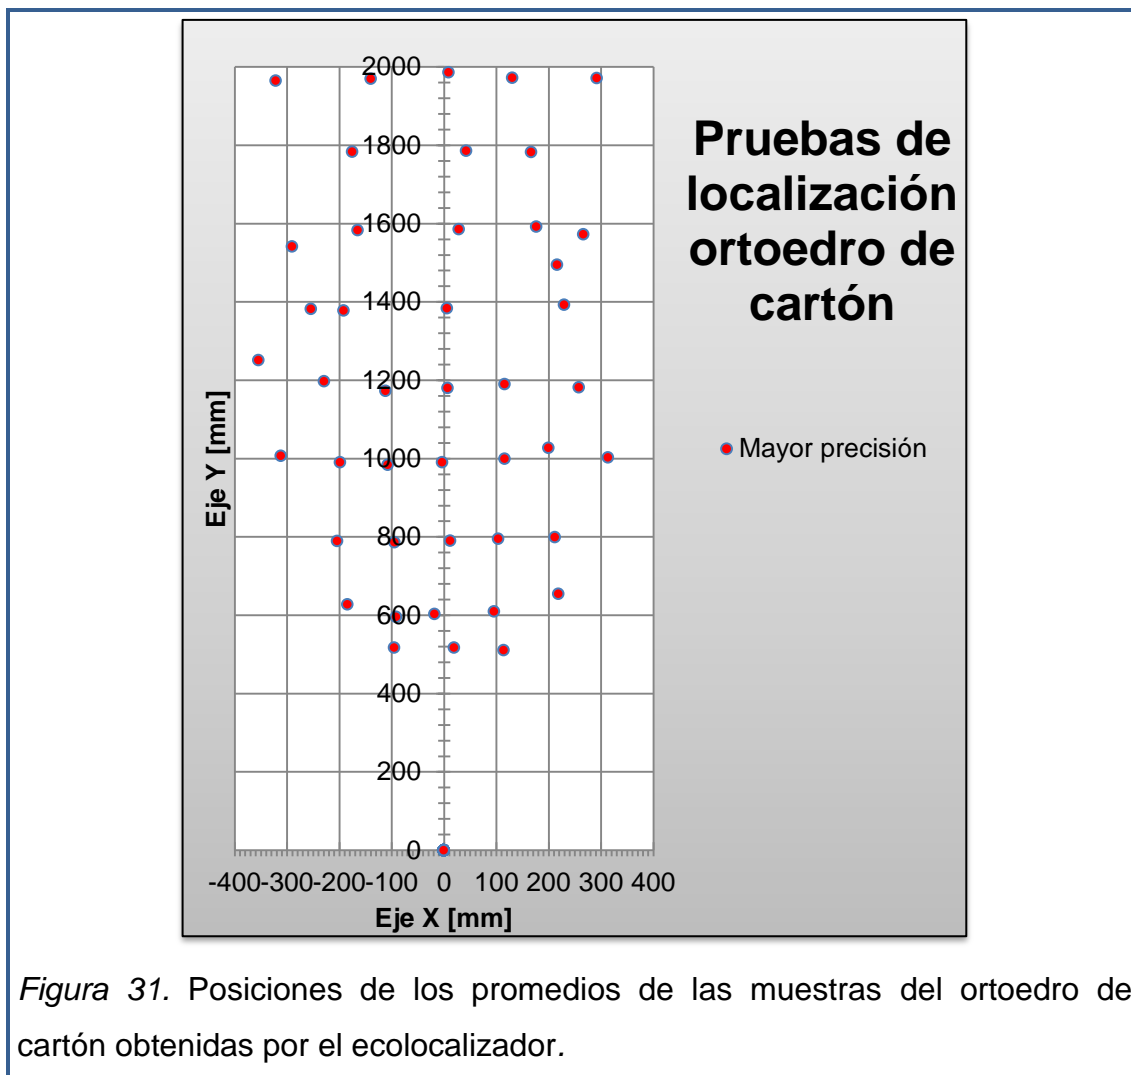 Pruebas de
localización
ortoedro de
cartón
2000
1800
1600
1400
1200
1000
800
600
400
200
0
Eje Y [mm]
Mayor precisión
-400-300-200-100 0 100 200 300 400
Eje X [mm]
Figura 31. Posiciones de los promedios de las muestras del ortoedro de
cartón obtenidas por el ecolocalizador.